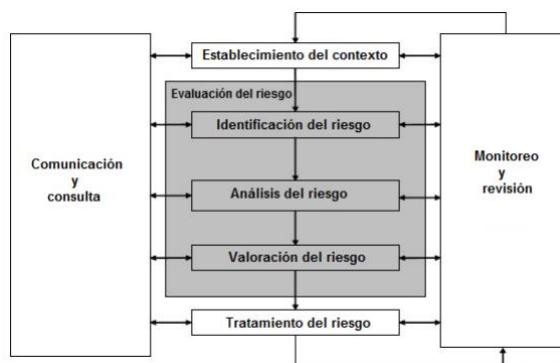 Establecimiento del contexto
Evaluación del riesgo
Identificación del riesgo
Comunicación
y
consulta
Monitoreo
y
revisión
Análisis del riesgo
Valoración del riesgo
Tratamiento del riesgo